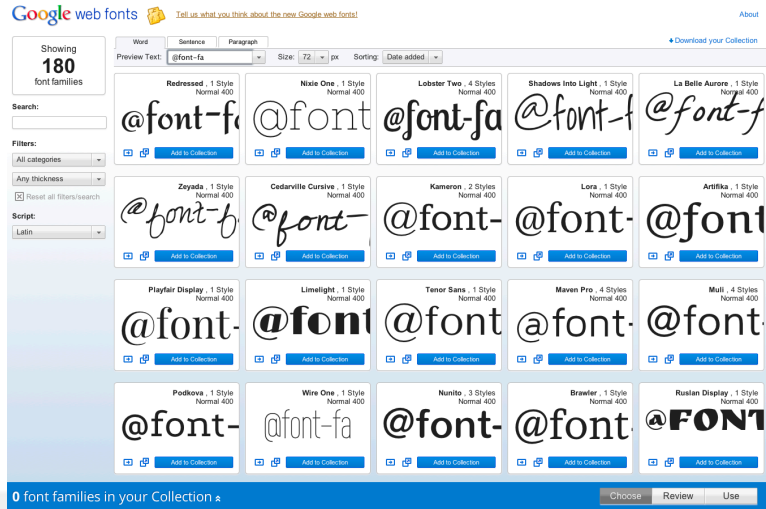 Google web fonts Tell us what you think about the new Google web fonts! About
Download your Collection
Showing
180
font families
Search:
Filters:
All categories
Any thickness
Reset all filters/search
Script:
Latin
Word Sentence Paragraph
Preview Text: @font-fa Size: 72 px Sorting: Date added
Redressed , 1 Style
Normal 400
@font-fa
Add to Collection
Nixie One , 1 Style
Normal 400
@font
Add to Collection
Lobster Two , 4 Styles
Normal 400
@font-fa
Add to Collection
Shadows Into Light , 1 Style
Normal 400
@font-f
Add to Collection
La Belle Aurore , 1 Style
Normal 400
@font-f
Add to Collection
Zeyada , 1 Style
Normal 400
@font-f
Add to Collection
Cedarville Cursive , 1 Style
Normal 400
@font-
Add to Collection
Kameron , 2 Styles
Normal 400
@font-
Add to Collection
Lora , 1 Style
Normal 400
@font-
Add to Collection
Artifika , 1 Style
Normal 400
@font
Add to Collection
Playfair Display , 1 Style
Normal 400
@font-
Add to Collection
Limelight , 1 Style
Normal 400
@font
Add to Collection
Tenor Sans , 1 Style
Normal 400
@font
Add to Collection
Maven Pro , 4 Styles
Normal 400
@font-
Add to Collection
Muli , 4 Styles
Normal 400
@font-
Add to Collection
Podkova , 1 Style
Normal 400
@font-
Add to Collection
Wire One , 1 Style
Normal 400
@font-fa
Add to Collection
Nunito , 3 Styles
Normal 400
@font-
Add to Collection
Brawler , 1 Style
Normal 400
@font-
Add to Collection
Ruslan Display , 1 Style
Normal 400
@FONT
Add to Collection
0 font families in your Collection Choose Review Use